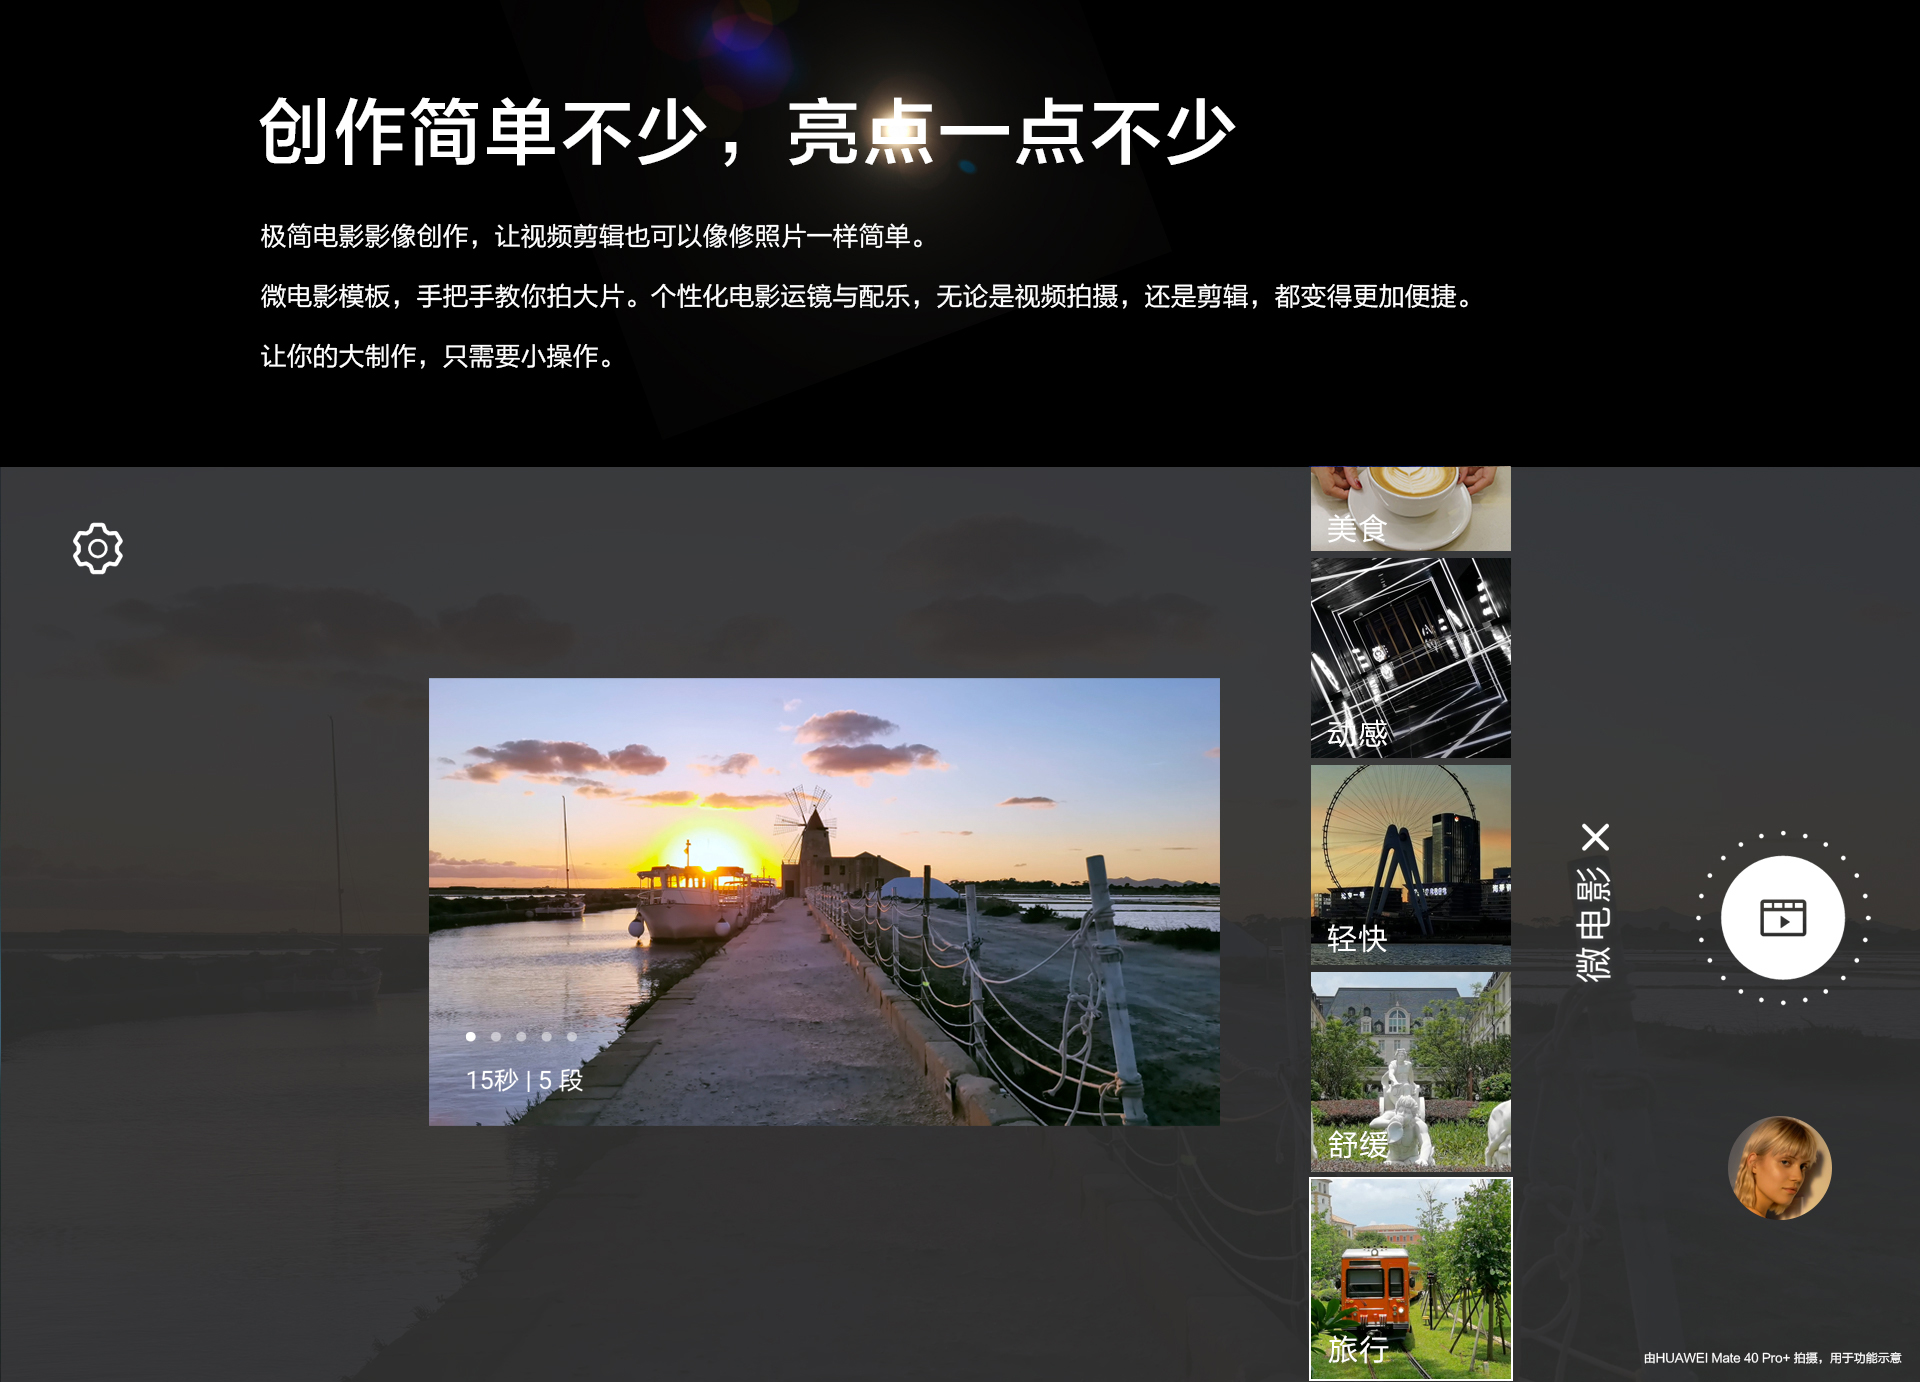 创作简单不少，亮点一点不少
极简电影影像创作，让视频剪辑也可以像修照片一样简单。
微电影模板，手把手教你拍大片。个性化电影运镜与配乐，无论是视频拍摄，还是剪辑，都变得更加便捷。
让你的大制作，只需要小操作。
美食
动感
轻快
舒缓
旅行
15秒 | 5 段
微电影
由HUAWEI Mate 40 Pro+ 拍摄，用于功能示意